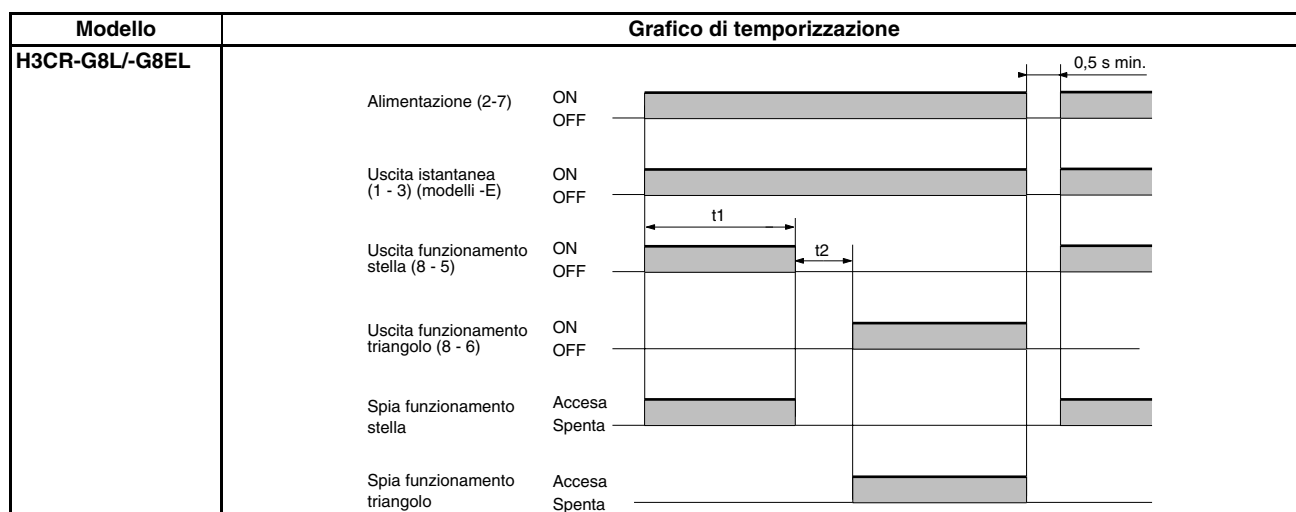 Modello
Grafico di temporizzazione
H3CR-G8L/-G8EL
0,5 s min.
Alimentazione (2-7)
ON
OFF
Uscita istantanea
(1 - 3) (modelli -E)
ON
OFF
t1
Uscita funzionamento
stella (8 - 5)
ON
OFF
t2
Uscita funzionamento
triangolo (8 - 6)
ON
OFF
Spia funzionamento
stella
Accesa
Spenta
Spia funzionamento
triangolo
Accesa
Spenta